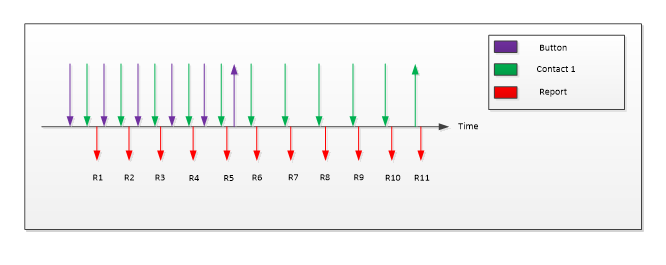 Button
Contact 1
Report
Time
R1 R2 R3 R4 R5 R6 R7 R8 R9 R10 R11